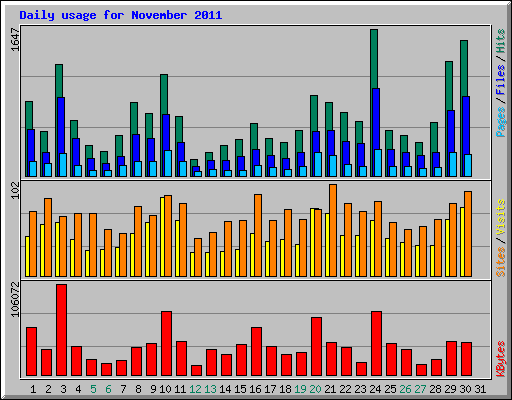 Daily usage for November 2011
1647
Pages / Files / Hits
102
Sites / Visits
106072
KBytes
1 2 3 4 5 6 7 8 9 10 11 12 13 14 15 16 17 18 19 20 21 22 23 24 25 26 27 28 29 30 31